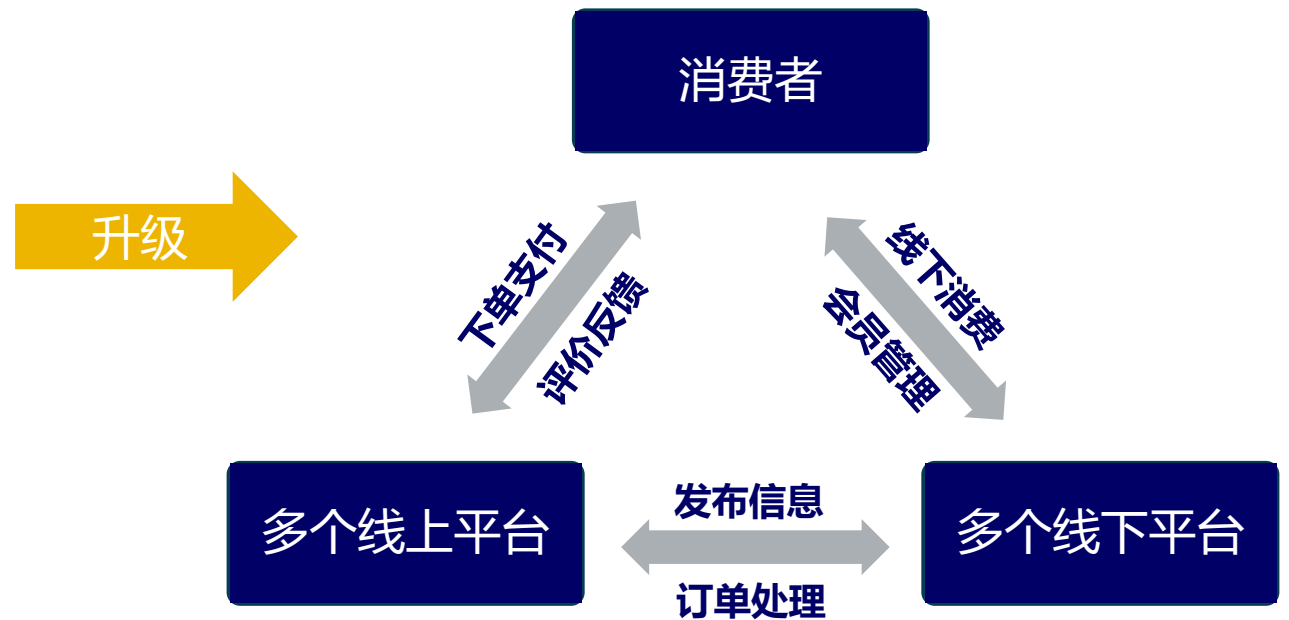 消费者
升级
下单支付
评价反馈
线下消费
会员管理
多个线上平台
发布信息
订单处理
多个线下平台